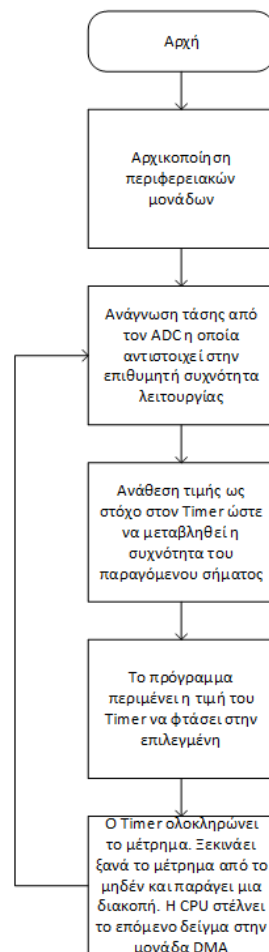 Αρχή
Αρχικοποίηση
περιφερειακών
μονάδων
Ανάγνωση τάσης από
τον ADC η οποία
αντιστοιχεί στην
επιθυμητή συχνότητα
λειτουργίας
Ανάθεση τιμής ως
στόχο στον Timer ώστε
να μεταβληθεί η
συχνότητα του
παραγόμενου σήματος
Το πρόγραμμα
περιμένει η τιμή του
Timer να φτάσει στην
επιλεγμένη
Ο Timer ολοκληρώνει
το μέτρημα. Ξεκινάει
ξανά το μέτρημα από το
μηδέν και παράγει μια
διακοπή. Η CPU στέλνει
το επόμενο δείγμα στην
μονάδα DMA